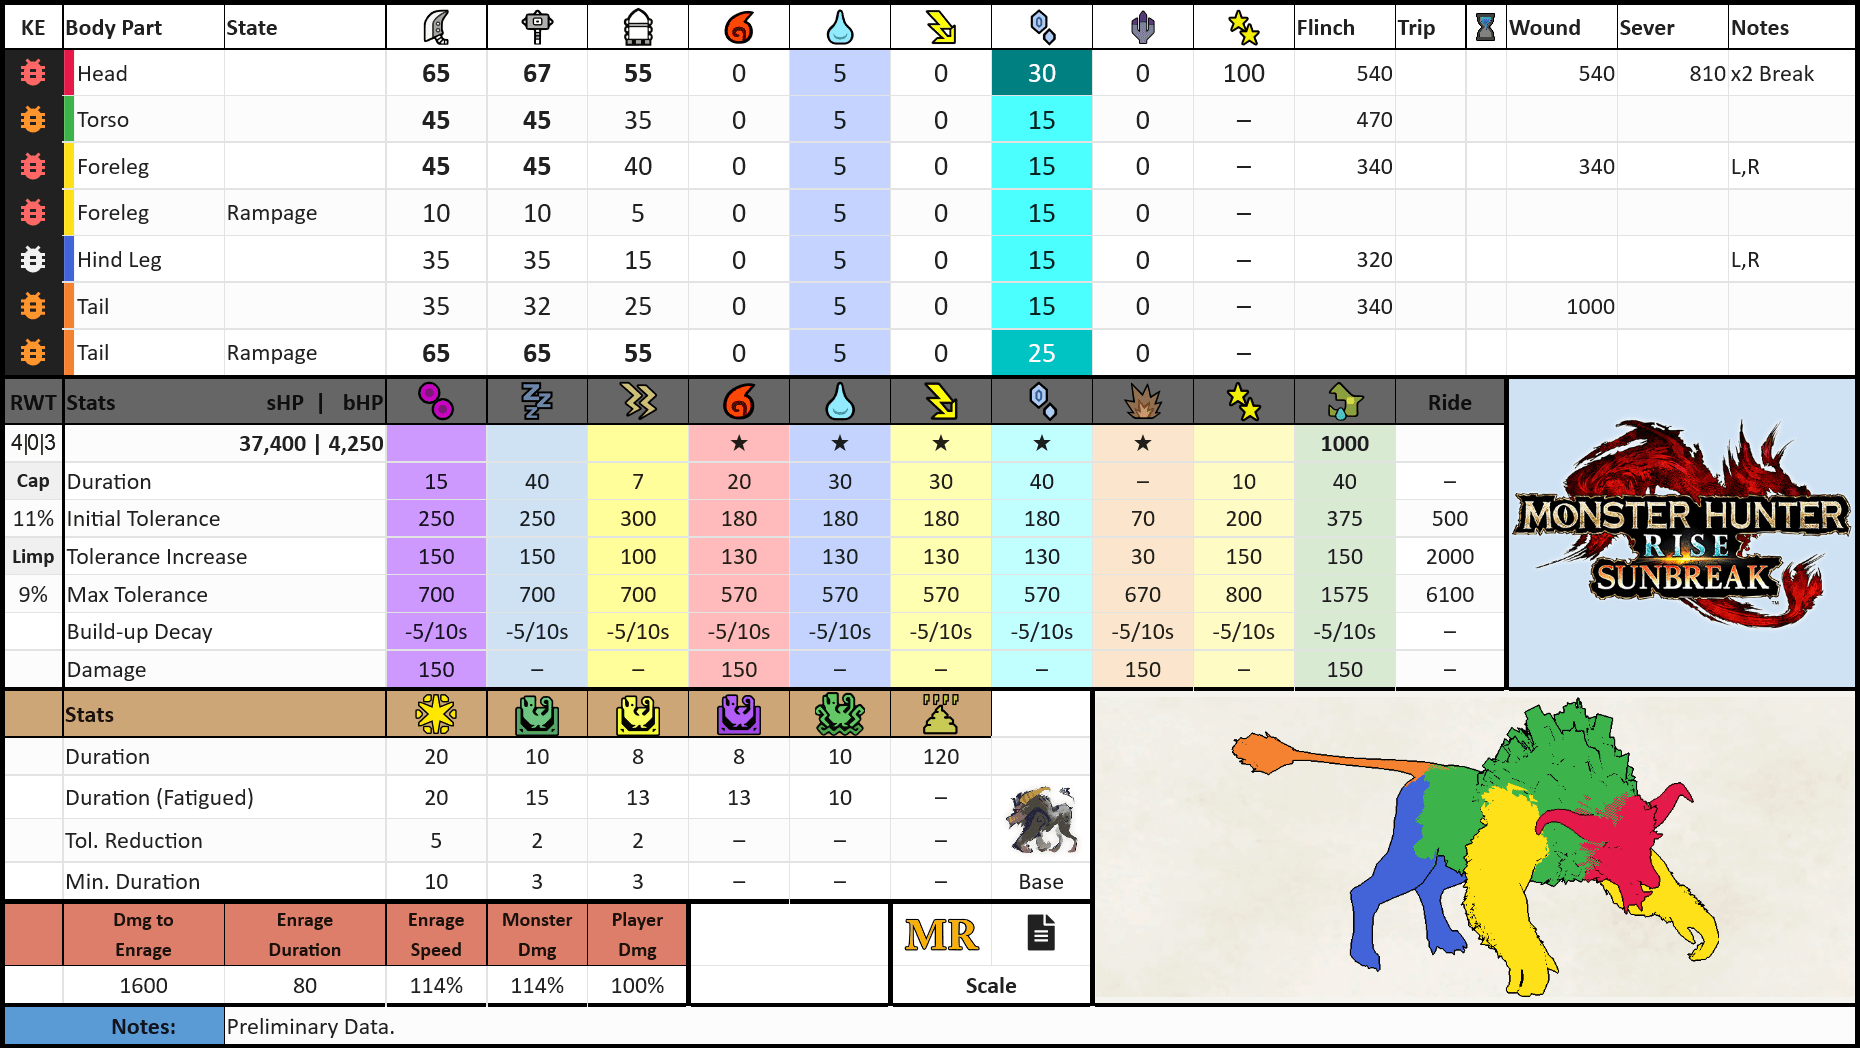 KE Body Part State Flinch Trip Wound Sever Notes
Head 65 67 55 0 5 0 30 0 100 540 540 810 x2 Break
Torso 45 45 35 0 5 0 15 0 – 470
Foreleg 45 45 40 0 5 0 15 0 – 340 340 L,R
Foreleg Rampage 10 10 5 0 5 0 15 0 –
Hind Leg 35 35 15 0 5 0 15 0 – 320 L,R
Tail 35 32 25 0 5 0 15 0 – 340 1000
Tail Rampage 65 65 55 0 5 0 25 0 –
RWT Stats sHP | bHP Ride
4|0|3 37,400 | 4,250 ★ ★ ★ ★ ★ 1000
Cap Duration 15 40 7 20 30 30 40 – 10 40 –
11% Initial Tolerance 250 250 300 180 180 180 180 70 200 375 500
Limp Tolerance Increase 150 150 100 130 130 130 130 30 150 150 2000
9% Max Tolerance 700 700 700 570 570 570 570 670 800 1575 6100
Build-up Decay -5/10s -5/10s -5/10s -5/10s -5/10s -5/10s -5/10s -5/10s -5/10s -5/10s –
Damage 150 – – 150 – – – 150 – 150 –
MONSTER HUNTER
RISE
SUNBREAK
™
Stats
Duration 20 10 8 8 10 120
Duration (Fatigued) 20 15 13 13 10 –
Tol. Reduction 5 2 2 – – –
Min. Duration 10 3 3 – – – Base
Dmg to Enrage Enrage Duration Enrage Speed Monster Dmg Player Dmg MR
1600 80 114% 114% 100% Scale
Notes: Preliminary Data.